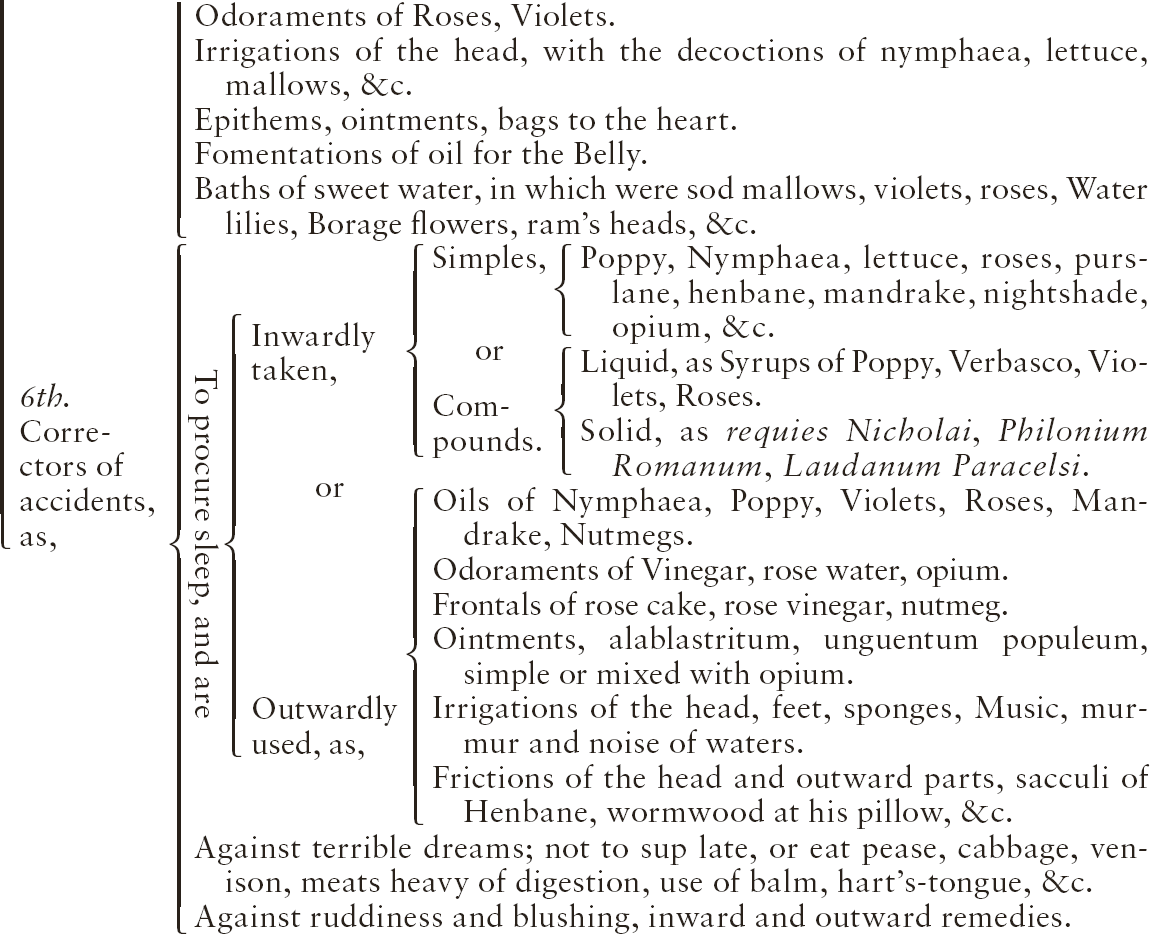 Odoraments of Roses, Violets.
Irrigations of the head, with the decoctions of nymphaea, lettuce,
mallows, &c.
Epithems, ointments, bags to the heart.
Fomentations of oil for the Belly.
Baths of sweet water, in which were sod mallows, violets, roses, Water
lilies, Borage flowers, ram's heads, &c.
6th.
Corre-
ctors of
accidents,
as,
To procure sleep, and are
Inwardly
taken,
Simples,
Poppy, Nymphaea, lettuce, roses, purs-
lane, henbane, mandrake, nightshade,
opium, &c.
or
Com-
pounds.
Liquid, as Syrups of Poppy, Verbasco, Vio-
lets, Roses.
Solid, as requies Nicholai, Philonium
Romanum, Laudanum Paracelsi.
or
Outwardly
used, as,
Oils of Nymphaea, Poppy, Violets, Roses, Man-
drake, Nutmegs.
Odoraments of Vinegar, rose water, opium.
Frontals of rose cake, rose vinegar, nutmeg.
Ointments, alablastritum, unguentum populeum,
simple or mixed with opium.
Irrigations of the head, feet, sponges, Music, mur-
mur and noise of waters.
Frictions of the head and outward parts, sacculi of
Henbane, wormwood at his pillow, &c.
Against terrible dreams; not to sup late, or eat pease, cabbage, ven-
ison, meats heavy of digestion, use of balm, hart's-tongue, &c.
Against ruddiness and blushing, inward and outward remedies.